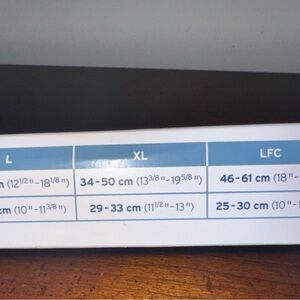 L XL LFC
m (12 1/2"-18 1/8") 34-50 cm (13 3/8"-19 5/8") 46-61 cm (18"-
cm (10"-11 3/8") 29-33 cm (11 1/2"-13") 25-30 cm (10"-1